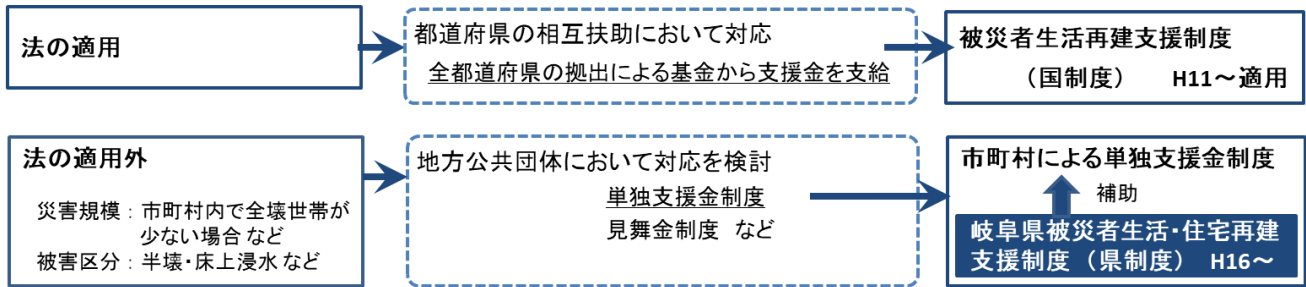 法の適用
都道府県の相互扶助において対応
全都道府県の拠出による基金から支援金を支給
被災者生活再建支援制度
（国制度）　H11～適用
法の適用外
災害規模：市町村内で全壊世帯が
少ない場合 など
被害区分：半壊・床上浸水 など
地方公共団体において対応を検討
単独支援金制度
見舞金制度 など
市町村による単独支援金制度
補助
岐阜県被災者生活・住宅再建
支援制度（県制度）　H16～